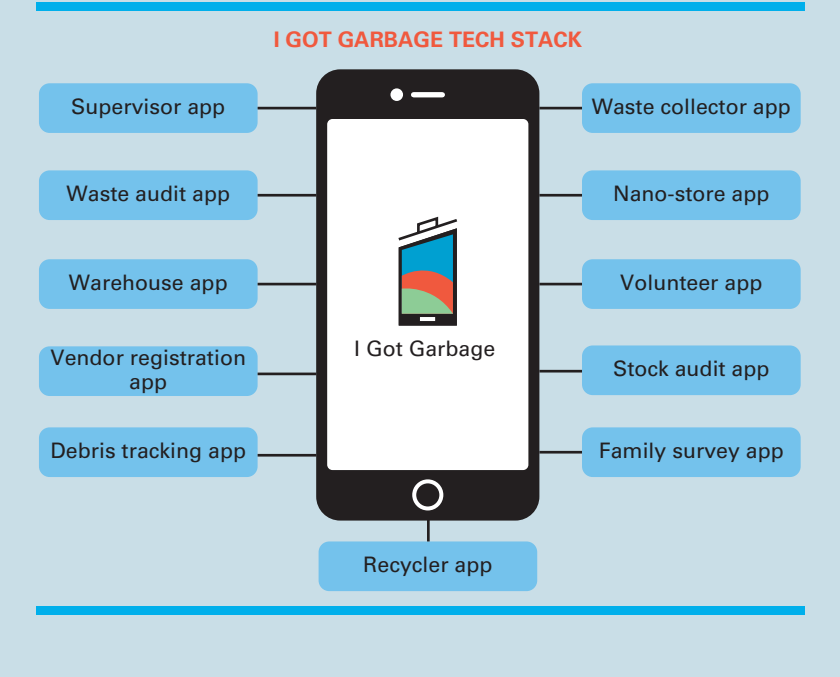 I GOT GARBAGE TECH STACK
Supervisor app
Waste collector app
Waste audit app
Nano-store app
Warehouse app
Volunteer app
I Got Garbage
Vendor registration
app
Stock audit app
Debris tracking app
Family survey app
Recycler app